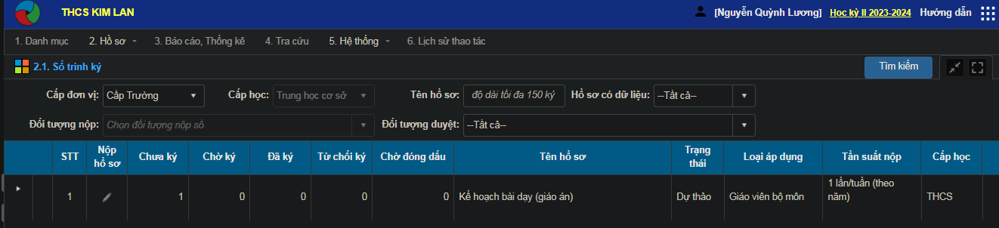 THCS KIM LAN
[Nguyễn Quỳnh Lương] Học kỳ II 2023-2024 Hướng dẫn
1. Danh mục 2. Hồ sơ 3. Báo cáo, Thống kê 4. Tra cứu 5. Hệ thống 6. Lịch sử thao tác
2.1. Sổ trình ký Tìm kiếm
Cấp đơn vị: Cấp Trường Cấp học: Trung học cơ sở Tên hồ sơ: độ dài tối đa 150 ký Hồ sơ có dữ liệu: --Tất cả--
Đối tượng nộp: Chọn đối tượng nộp sổ Đối tượng duyệt: --Tất cả--
STT Nộp hồ sơ Chưa ký Chờ ký Đã ký Từ chối ký Chờ đóng dấu Tên hồ sơ Trạng thái Loại áp dụng Tần suất nộp Cấp học
1 1 0 0 0 0 Kế hoạch bài dạy (giáo án) Dự thảo Giáo viên bộ môn 1 lần/tuần (theo năm) THCS